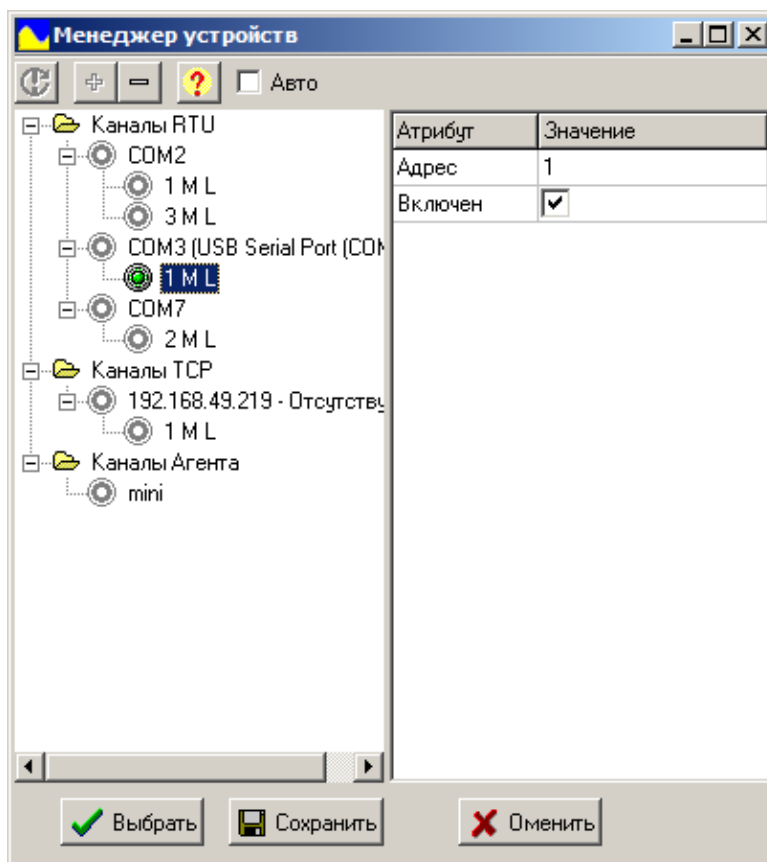 Менеджер устройств
Авто
Каналы RTU
COM2
1 M L
3 M L
COM3 (USB Serial Port (COM
1 M L
COM7
2 M L
Каналы TCP
192.168.49.219 - Отсутству
1 M L
Каналы Агента
mini
Атрибут Значение
Адрес 1
Включен
Выбрать Сохранить Оменить